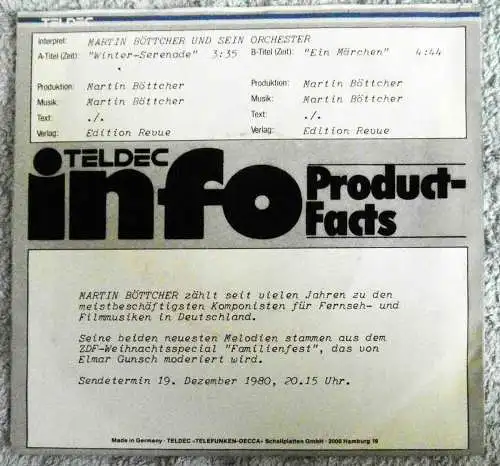 TELDEC
Interpret: MARTIN BÖTTCHER UND SEIN ORCHESTER
A-Titel (Zeit): "Winter-Serenade" 3:35 B-Titel (Zeit): "Ein Märchen" 4:44
Produktion: Martin Böttcher Produktion: Martin Böttcher
Musik: Martin Böttcher Musik: Martin Böttcher
Text: ./. Text: ./.
Verlag: Edition Revue Verlag: Edition Revue
TELDEC
info Product-
Facts
MARTIN BÖTTCHER zählt seit vielen Jahren zu den
meistbeschäftigsten Komponisten für Fernseh- und
Filmmusiken in Deutschland.
Seine beiden neuesten Melodien stammen aus dem
ZDF-Weihnachtsspecial "Familienfest", das von
Elmar Gunsch moderiert wird.
Sendetermin 19. Dezember 1980, 20.15 Uhr.
Made in Germany · TELDEC »TELEFUNKEN-DECCA« Schallplatten GmbH · 2000 Hamburg 19